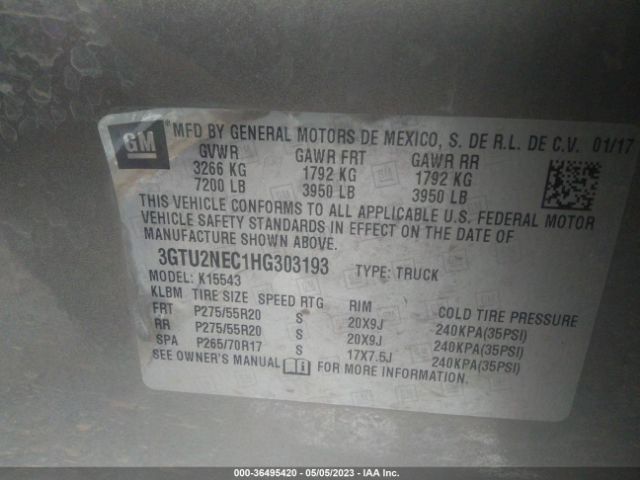 GM ® MFD BY GENERAL MOTORS DE MEXICO, S. DE R.L. DE C.V. 01/17
GVWR GAWR FRT GAWR RR
3266 KG 1792 KG 1792 KG
7200 LB 3950 LB 3950 LB
THIS VEHICLE CONFORMS TO ALL APPLICABLE U.S. FEDERAL MOTOR
VEHICLE SAFETY STANDARDS IN EFFECT ON THE DATE OF
MANUFACTURE SHOWN ABOVE.
3GTU2NEC1HG303193 TYPE: TRUCK
MODEL: K15543
KLBM TIRE SIZE SPEED RTG RIM COLD TIRE PRESSURE
FRT P275/55R20 S 20X9J 240KPA(35PSI)
RR P275/55R20 S 20X9J 240KPA(35PSI)
SPA P265/70R17 S 17X7.5J 240KPA(35PSI)
SEE OWNER'S MANUAL FOR MORE INFORMATION.
000-36495420 - 05/05/2023 - IAA Inc.